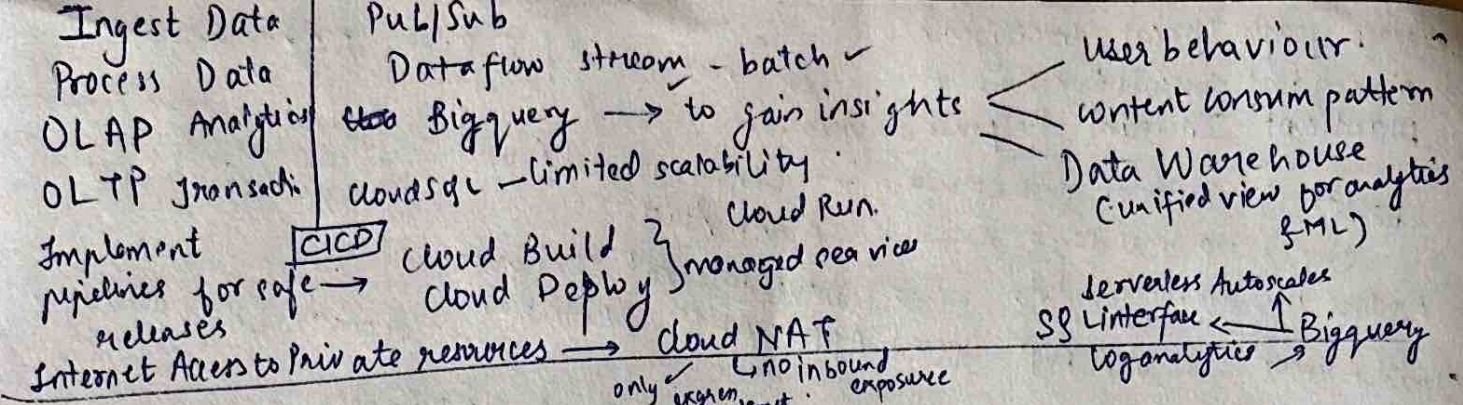 Ingest Data | Pub/Sub
Process Data | Dataflow stream ✓ - batch ✓
OLAP Analytics | Bigquery → to gain insights
user behaviour.
content consum pattern
Data Warehouse
(unified view for analytics
& ML)
OLTP Transacti | cloudSQL - limited scalability.
Cloud Run.
Implement CICD
pipelines for safe → Cloud Build
Cloud Deploy } managed services
releases
Internet Access to Private resources → Cloud NAT
↳ no inbound
exposure
only
serverless Autoscales
SQL interface ← Bigquery
log analytics →